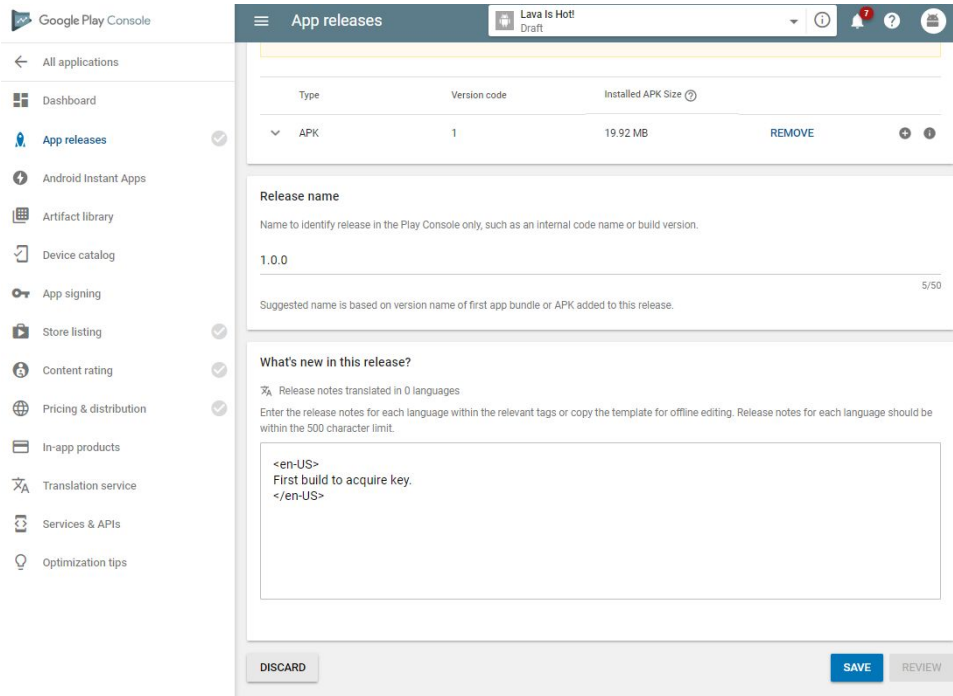 Google Play Console
App releases
Lava Is Hot!
Draft
7
All applications
Dashboard
App releases
Android Instant Apps
Artifact library
Device catalog
App signing
Store listing
Content rating
Pricing & distribution
In-app products
Translation service
Services & APIs
Optimization tips
Type Version code Installed APK Size
APK 1 19.92 MB REMOVE
Release name
Name to identify release in the Play Console only, such as an internal code name or build version.
1.0.0
5/50
Suggested name is based on version name of first app bundle or APK added to this release.
What's new in this release?
Release notes translated in 0 languages
Enter the release notes for each language within the relevant tags or copy the template for offline editing. Release notes for each language should be
within the 500 character limit.
<en-US>
First build to acquire key.
</en-US>
DISCARD
SAVE
REVIEW